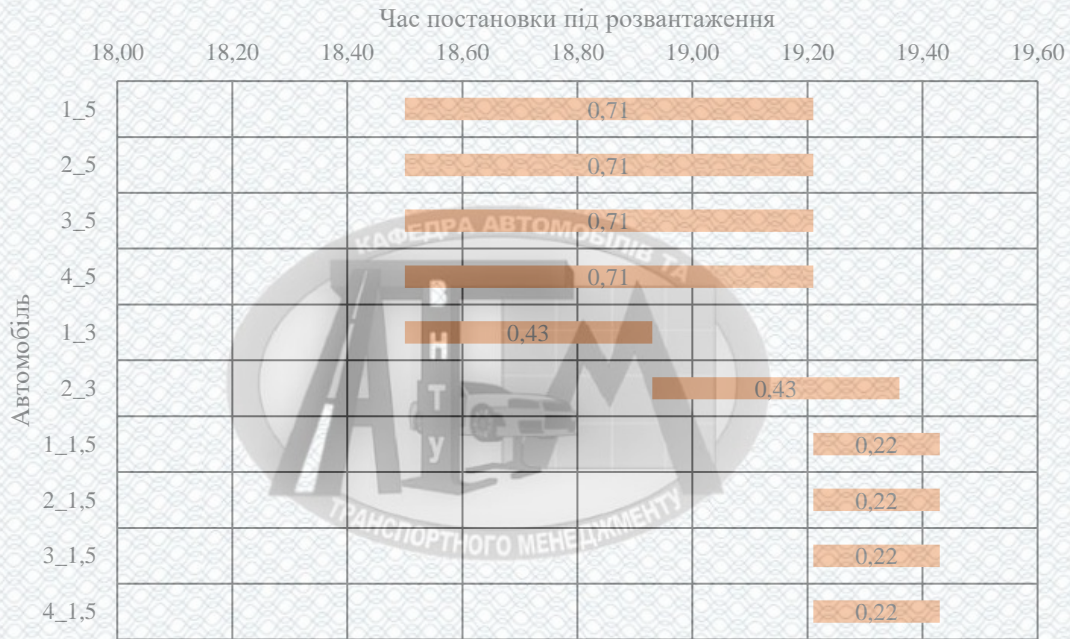 Час постановки під розвантаження
18,00 18,20 18,40 18,60 18,80 19,00 19,20 19,40 19,60
Автомобіль
1_5 0,71
2_5 0,71
3_5 0,71
4_5 0,71
1_3 0,43
2_3 0,43
1_1,5 0,22
2_1,5 0,22
3_1,5 0,22
4_1,5 0,22
КАФЕДРА АВТОМОБІЛІВ ТА
ВНТУ
АТМ
ТРАНСПОРТНОГО МЕНЕДЖМЕНТУ